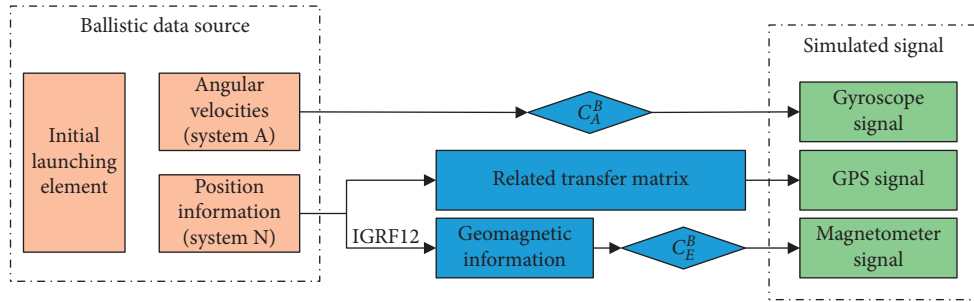 Ballistic data source
Initial
launching
element
Angular
velocities
(system A)
Position
information
(system N)
IGRF12
C_A^B
Related transfer matrix
Geomagnetic
information
C_E^B
Simulated signal
Gyroscope
signal
GPS signal
Magnetometer
signal